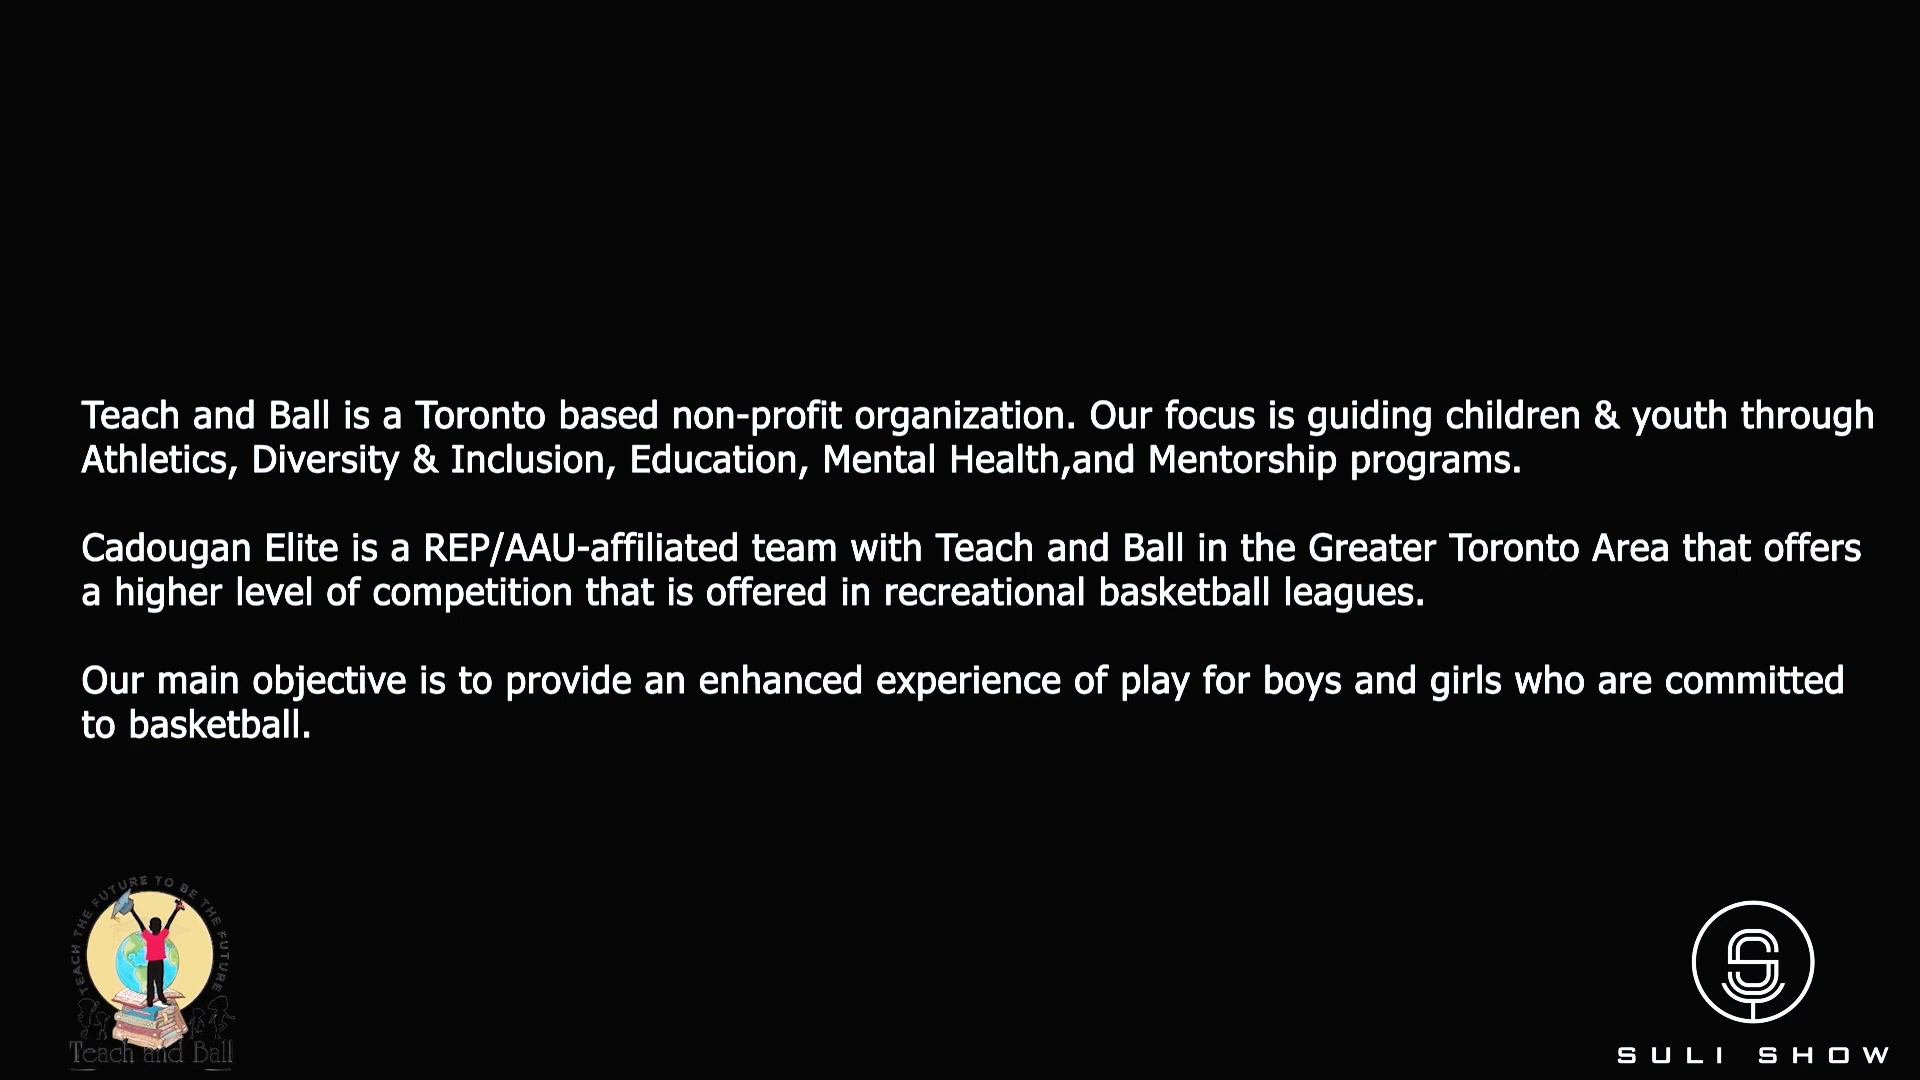 Teach and Ball is a Toronto based non-profit organization. Our focus is guiding children & youth through
Athletics, Diversity & Inclusion, Education, Mental Health,and Mentorship programs.
Cadougan Elite is a REP/AAU-affiliated team with Teach and Ball in the Greater Toronto Area that offers
a higher level of competition that is offered in recreational basketball leagues.
Our main objective is to provide an enhanced experience of play for boys and girls who are committed
to basketball.
TEACH THE FUTURE TO BE THE FUTURE
Teach and Ball
SULI SHOW